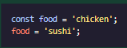 const food = 'chicken';
food = 'sushi';